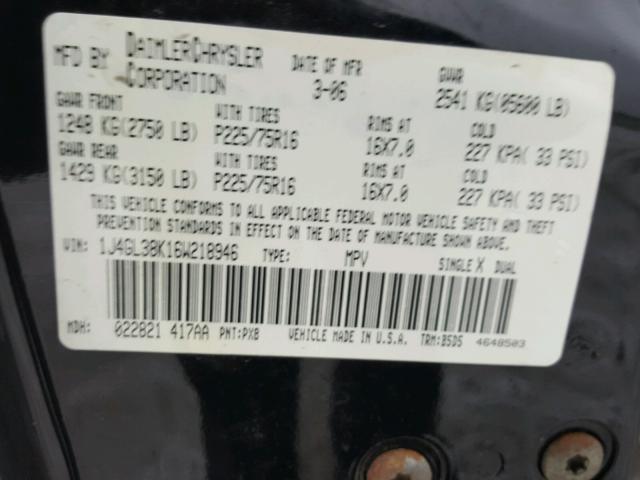 MFD BY DAIMLERCHRYSLER CORPORATION DATE OF MFR 3-06 GVWR 2541 KG(05600 LB)
GAWR FRONT WITH TIRES RIMS AT COLD
1248 KG(2750 LB) P225/75R16 16X7.0 227 KPA( 33 PSI)
GAWR REAR WITH TIRES RIMS AT COLD
1429 KG(3150 LB) P225/75R16 16X7.0 227 KPA( 33 PSI)
THIS VEHICLE CONFORMS TO ALL APPLICABLE FEDERAL MOTOR VEHICLE SAFETY AND THEFT
PREVENTION STANDARDS IN EFFECT ON THE DATE OF MANUFACTURE SHOWN ABOVE.
VIN: 1J4GL38K16W218946 TYPE: MPV SINGLE X DUAL
MDH: 022821 417AA PNT:PXB VEHICLE MADE IN U.S.A. TRM:B5D5 4648503